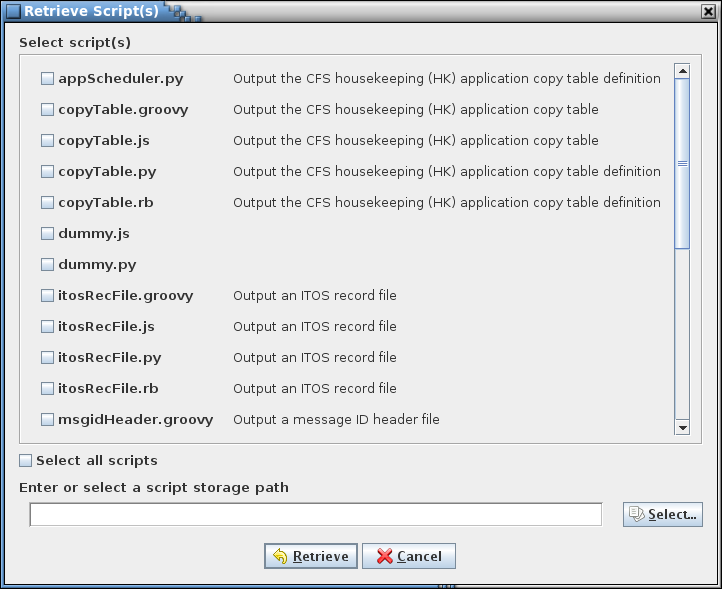 Retrieve Script(s)
Select script(s)
appScheduler.py Output the CFS housekeeping (HK) application copy table definition
copyTable.groovy Output the CFS housekeeping (HK) application copy table
copyTable.js Output the CFS housekeeping (HK) application copy table
copyTable.py Output the CFS housekeeping (HK) application copy table definition
copyTable.rb Output the CFS housekeeping (HK) application copy table definition
dummy.js
dummy.py
itosRecFile.groovy Output an ITOS record file
itosRecFile.js Output an ITOS record file
itosRecFile.py Output an ITOS record file
itosRecFile.rb Output an ITOS record file
msgidHeader.groovy Output a message ID header file
Select all scripts
Enter or select a script storage path
Select...
Retrieve Cancel